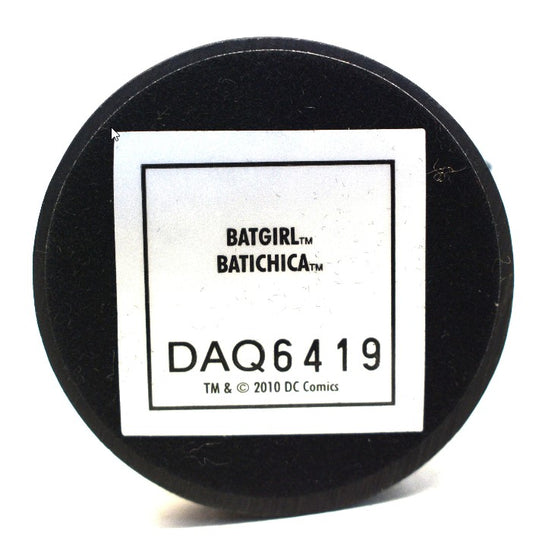 BATGIRL™
BATICHICA™
DAQ6419
TM & © 2010 DC Comics